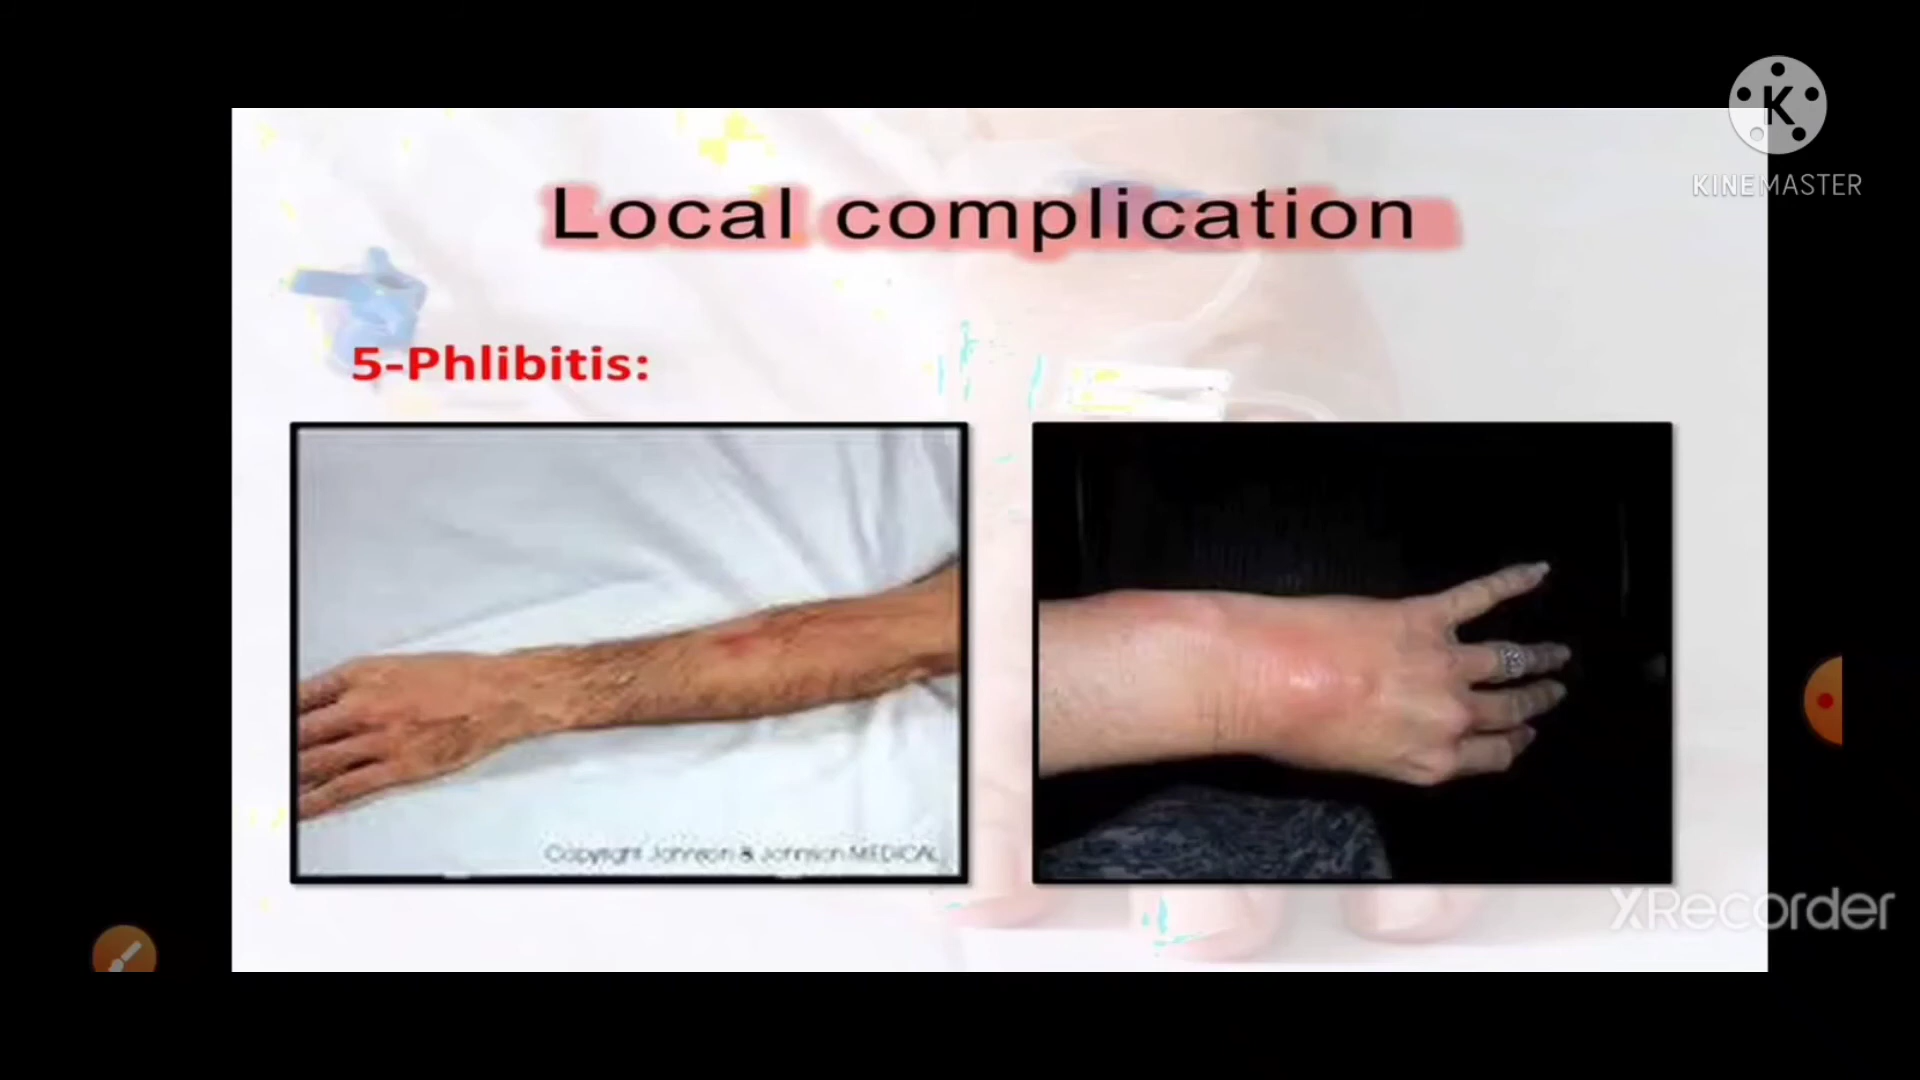 K
KINEMASTER
Local complication
5-Phlibitis:
Copyright Johnson & Johnson MEDICAL
XRecorder